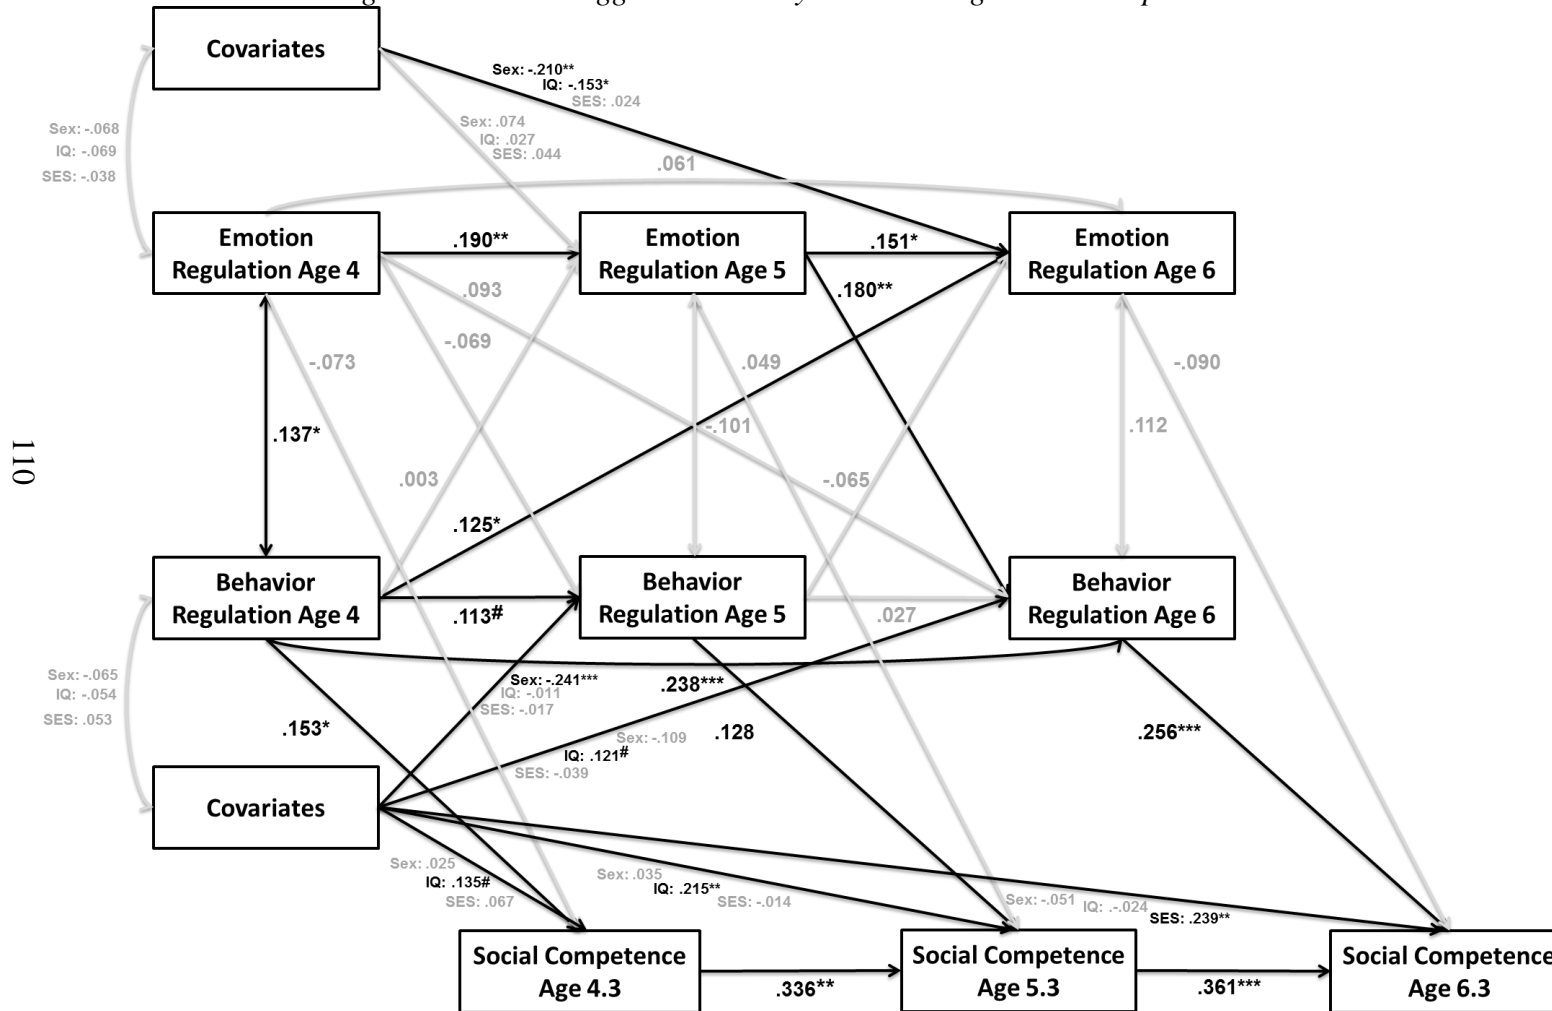 Covariates
Sex: -.210**
IQ: -.153*
SES: .024
Sex: .074
IQ: .027
SES: .044
Sex: -.068
IQ: -.069
SES: -.038
.061
Emotion
Regulation Age 4
.190**
Emotion
Regulation Age 5
.151*
Emotion
Regulation Age 6
.093
.180**
-.069
-.073
.049
-.090
.137*
-.101
.112
110
.003
-.065
.125*
Behavior
Regulation Age 4
.113#
Behavior
Regulation Age 5
.027
Behavior
Regulation Age 6
Sex: -.065
IQ: -.054
SES: .053
Sex: -.241***
IQ: -.011
SES: -.017
.238***
.153*
Sex: -.109
IQ: .121#
SES: -.039
.128
.256***
Covariates
Sex: .025
IQ: .135#
SES: .067
Sex: .035
IQ: .215**
SES: -.014
Sex: -.051
IQ: .-.024
SES: .239**
Social Competence
Age 4.3
.336**
Social Competence
Age 5.3
.361***
Social Competence
Age 6.3